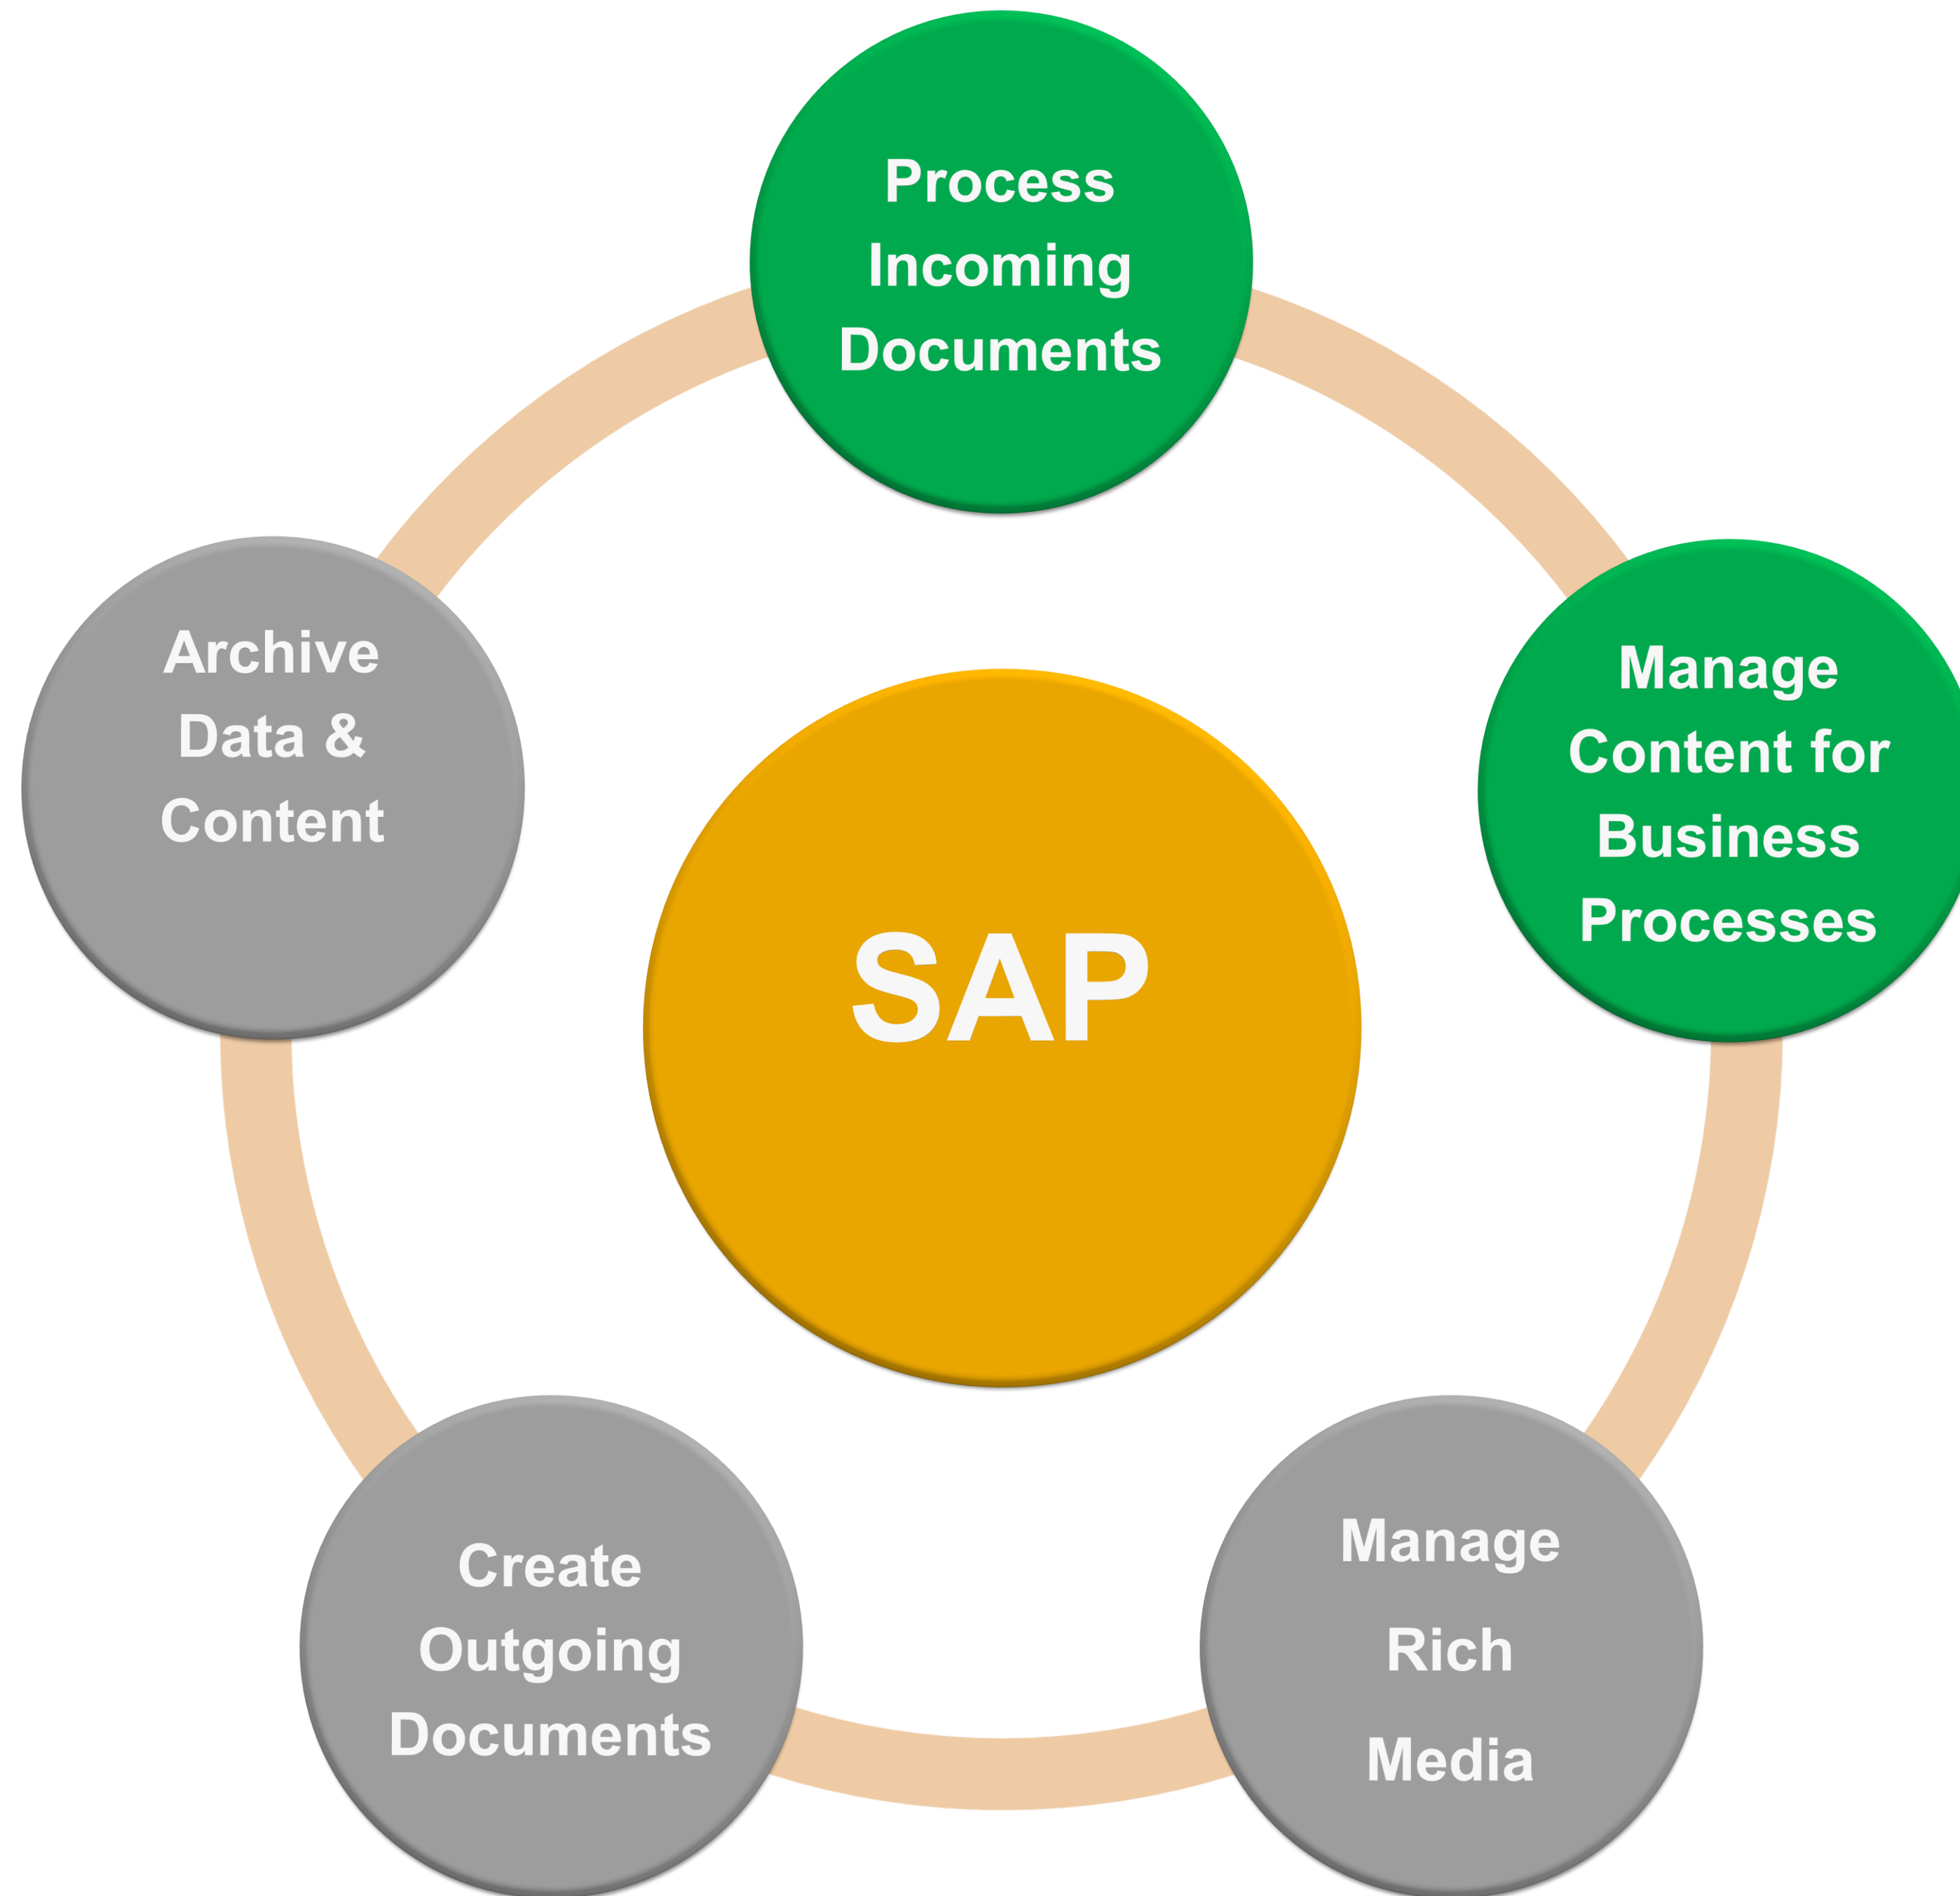 Process
Incoming
Documents
Manage
Content for
Business
Processes
Manage
Rich
Media
Create
Outgoing
Documents
Archive
Data &
Content
SAP